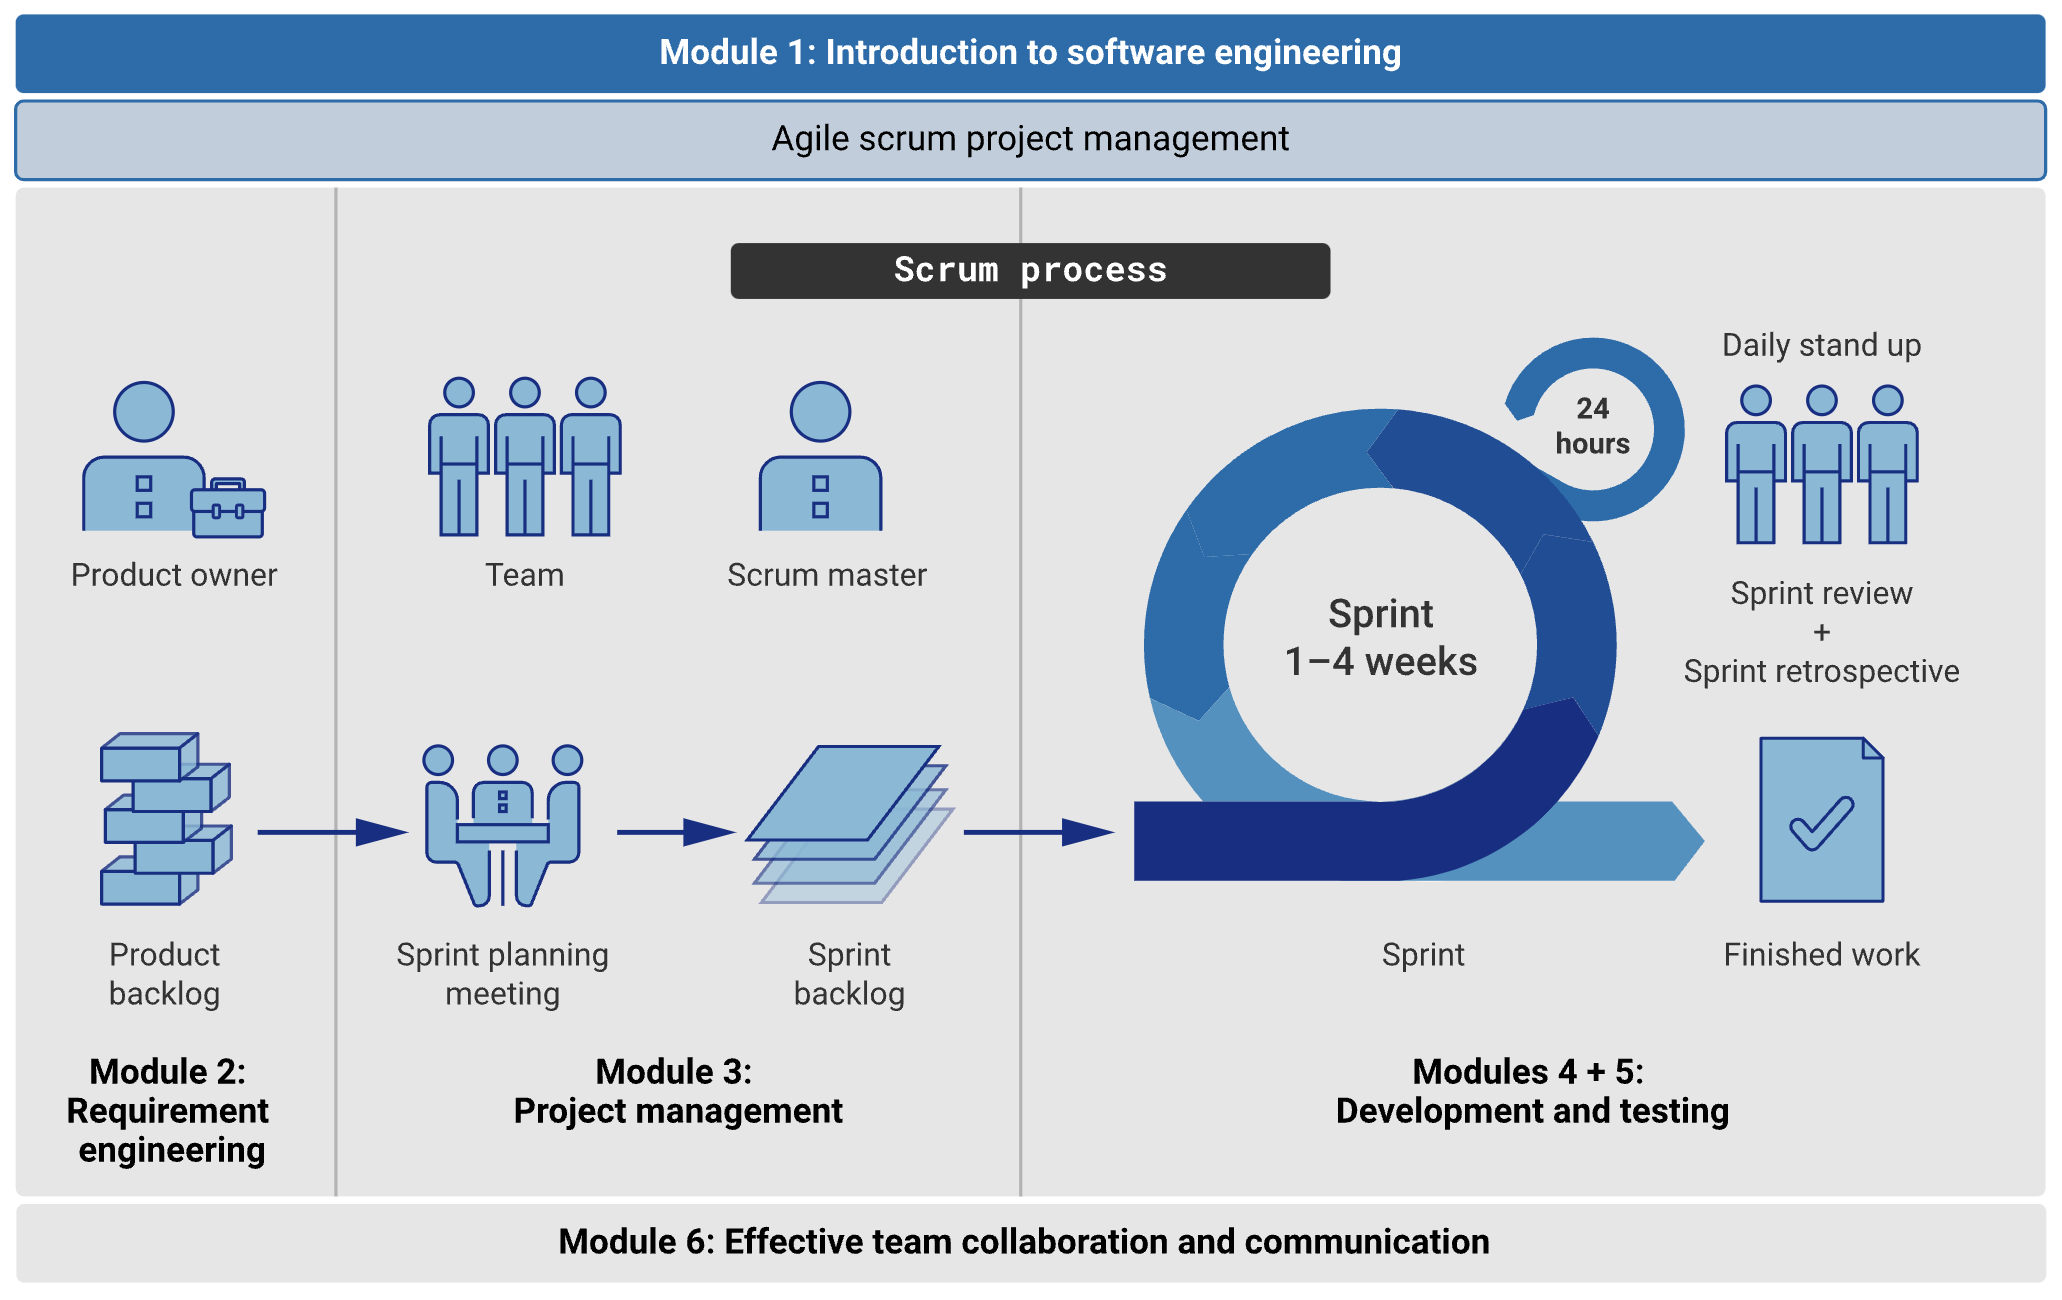 Module 1: Introduction to software engineering
Agile scrum project management
Scrum process
Product owner
Team
Scrum master
24
hours
Daily stand up
Sprint
1–4 weeks
Sprint review
+
Sprint retrospective
Product
backlog
Sprint planning
meeting
Sprint
backlog
Sprint
Finished work
Module 2:
Requirement
engineering
Module 3:
Project management
Modules 4 + 5:
Development and testing
Module 6: Effective team collaboration and communication